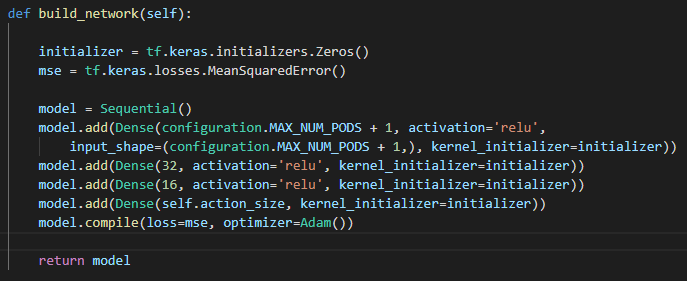 def build_network(self):
initializer = tf.keras.initializers.Zeros()
mse = tf.keras.losses.MeanSquaredError()
model = Sequential()
model.add(Dense(configuration.MAX_NUM_PODS + 1, activation='relu',
input_shape=(configuration.MAX_NUM_PODS + 1,), kernel_initializer=initializer))
model.add(Dense(32, activation='relu', kernel_initializer=initializer))
model.add(Dense(16, activation='relu', kernel_initializer=initializer))
model.add(Dense(self.action_size, kernel_initializer=initializer))
model.compile(loss=mse, optimizer=Adam())
return model